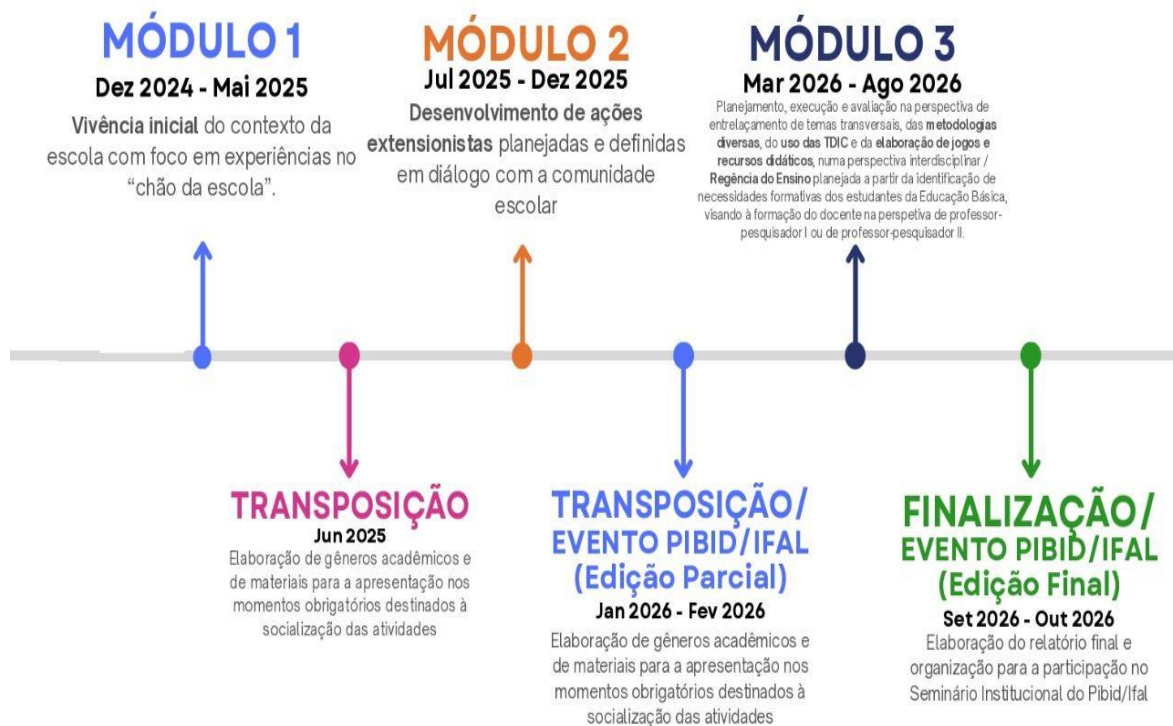 MÓDULO 1
Dez 2024 - Mai 2025
Vivência inicial do contexto da
escola com foco em experiências no
“chão da escola”.
MÓDULO 2
Jul 2025 - Dez 2025
Desenvolvimento de ações
extensionistas planejadas e definidas
em diálogo com a comunidade
escolar
MÓDULO 3
Mar 2026 - Ago 2026
Planejamento, execução e avaliação na perspectiva de
entrelaçamento de temas transversais, das metodologias
diversas, do uso das TDIC e da elaboração de jogos e
recursos didáticos, numa perspectiva interdisciplinar /
Regência do Ensino planejada a partir da identificação de
necessidades formativas dos estudantes da Educação Básica,
visando à formação do docente na perspetiva de professor-
pesquisador I ou de professor-pesquisador II.
TRANSPOSIÇÃO
Jun 2025
Elaboração de gêneros acadêmicos e
de materiais para a apresentação nos
momentos obrigatórios destinados à
socialização das atividades
TRANSPOSIÇÃO/
EVENTO PIBID/IFAL
(Edição Parcial)
Jan 2026 - Fev 2026
Elaboração de gêneros acadêmicos e
de materiais para a apresentação nos
momentos obrigatórios destinados à
socialização das atividades
FINALIZAÇÃO/
EVENTO PIBID/IFAL
(Edição Final)
Set 2026 - Out 2026
Elaboração do relatório final e
organização para a participação no
Seminário Institucional do Pibid/Ifal